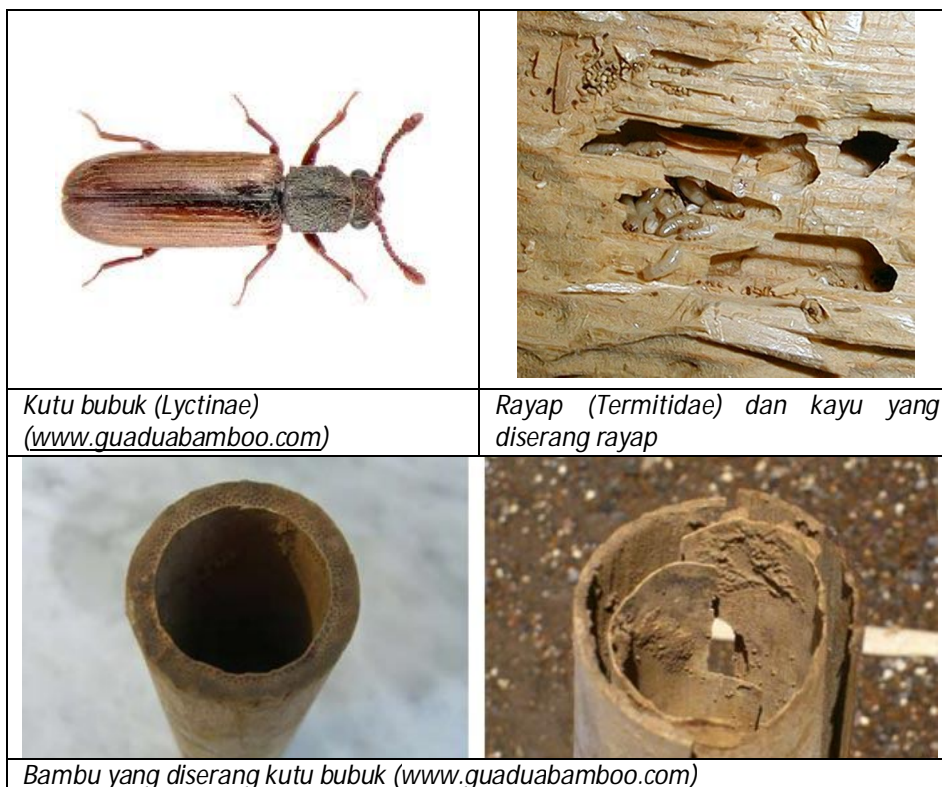 Kutu bubuk (Lyctinae)
(www.guaduabamboo.com)
Rayap (Termitidae) dan kayu yang
diserang rayap
Bambu yang diserang kutu bubuk (www.guaduabamboo.com)